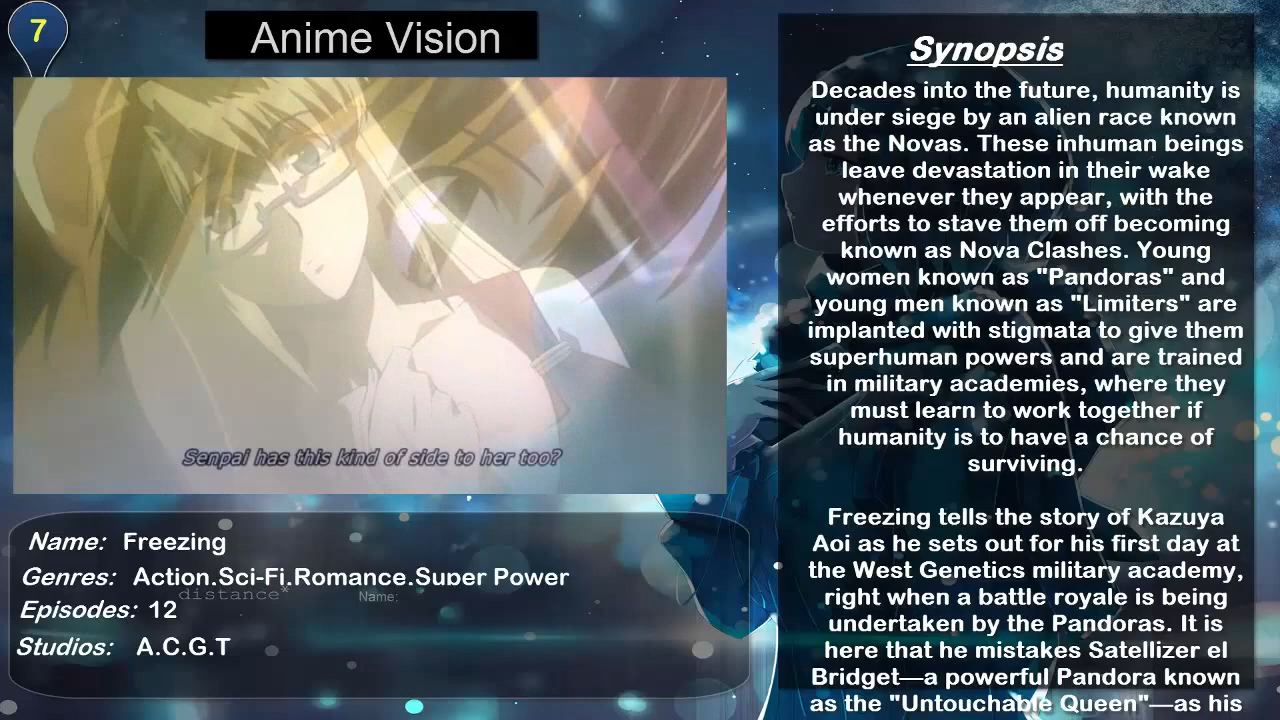 7
Anime Vision
Senpai has this kind of side to her too?
Name: Freezing
Genres: Action.Sci-Fi.Romance.Super Power
distance*
Name:
Episodes: 12
Studios: A.C.G.T
Synopsis
Decades into the future, humanity is
under siege by an alien race known
as the Novas. These inhuman beings
leave devastation in their wake
whenever they appear, with the
efforts to stave them off becoming
known as Nova Clashes. Young
women known as "Pandoras" and
young men known as "Limiters" are
implanted with stigmata to give them
superhuman powers and are trained
in military academies, where they
must learn to work together if
humanity is to have a chance of
surviving.
Freezing tells the story of Kazuya
Aoi as he sets out for his first day at
the West Genetics military academy,
right when a battle royale is being
undertaken by the Pandoras. It is
here that he mistakes Satellizer el
Bridget—a powerful Pandora known
as the "Untouchable Queen"—as his